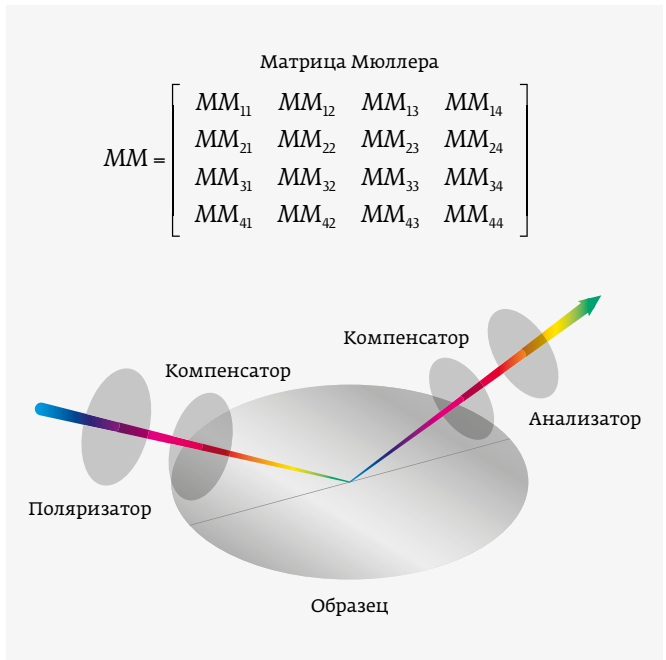 Матрица Мюллера
MM₁₁ MM₁₂ MM₁₃ MM₁₄
MM₂₁ MM₂₂ MM₂₃ MM₂₄
MM =
MM₃₁ MM₃₂ MM₃₃ MM₃₄
MM₄₁ MM₄₂ MM₄₃ MM₄₄
Компенсатор
Компенсатор
Анализатор
Поляризатор
Образец